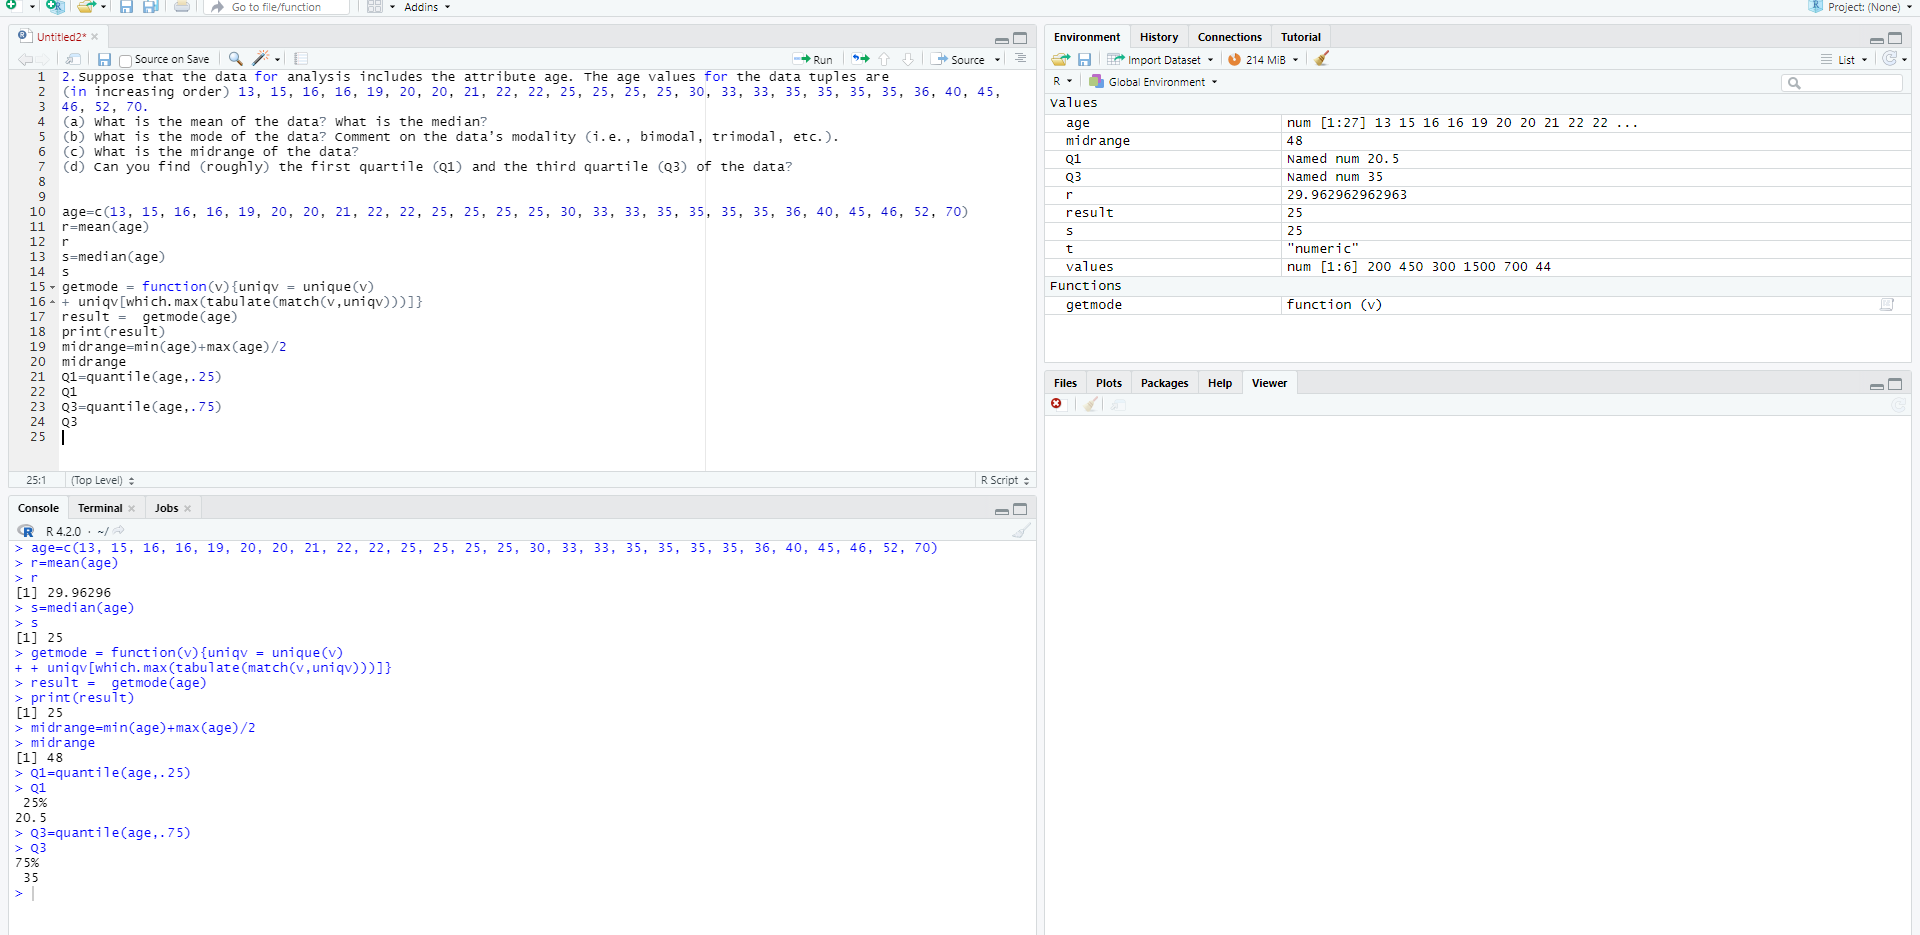 Go to file/function
Addins
Project: (None)
Untitled2*
Source on Save
Run
Source
1 2.Suppose that the data for analysis includes the attribute age. The age values for the data tuples are
2 (in increasing order) 13, 15, 16, 16, 19, 20, 20, 21, 22, 22, 25, 25, 25, 25, 30, 33, 33, 35, 35, 35, 35, 36, 40, 45,
3 46, 52, 70.
4 (a) What is the mean of the data? What is the median?
5 (b) What is the mode of the data? Comment on the data's modality (i.e., bimodal, trimodal, etc.).
6 (c) What is the midrange of the data?
7 (d) Can you find (roughly) the first quartile (Q1) and the third quartile (Q3) of the data?
8
9
10 age=c(13, 15, 16, 16, 19, 20, 20, 21, 22, 22, 25, 25, 25, 25, 30, 33, 33, 35, 35, 35, 35, 36, 40, 45, 46, 52, 70)
11 r=mean(age)
12 r
13 s=median(age)
14 s
15 getmode = function(v){uniqv = unique(v)
16 + uniqv[which.max(tabulate(match(v,uniqv)))]}
17 result =  getmode(age)
18 print(result)
19 midrange=min(age)+max(age)/2
20 midrange
21 Q1=quantile(age,.25)
22 Q1
23 Q3=quantile(age,.75)
24 Q3
25
25:1 (Top Level) R Script
Console Terminal Jobs
R 4.2.0 · ~/
> age=c(13, 15, 16, 16, 19, 20, 20, 21, 22, 22, 25, 25, 25, 25, 30, 33, 33, 35, 35, 35, 35, 36, 40, 45, 46, 52, 70)
> r=mean(age)
> r
[1] 29.96296
> s=median(age)
> s
[1] 25
> getmode = function(v){uniqv = unique(v)
+ + uniqv[which.max(tabulate(match(v,uniqv)))]}
> result =  getmode(age)
> print(result)
[1] 25
> midrange=min(age)+max(age)/2
> midrange
[1] 48
> Q1=quantile(age,.25)
> Q1
25%
20.5
> Q3=quantile(age,.75)
> Q3
75%
35
>
Environment History Connections Tutorial
Import Dataset 214 MiB List
R Global Environment
Values
age num [1:27] 13 15 16 16 19 20 20 21 22 22 ...
midrange 48
Q1 Named num 20.5
Q3 Named num 35
r 29.962962962963
result 25
s 25
t "numeric"
values num [1:6] 200 450 300 1500 700 44
Functions
getmode function (v)
Files Plots Packages Help Viewer